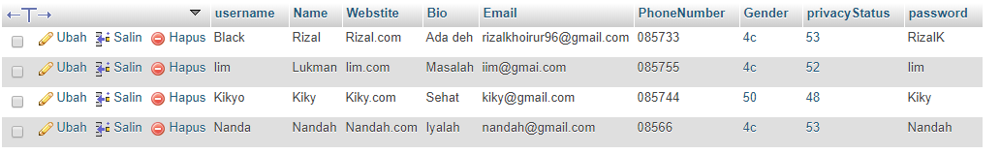 username Name Webstite Bio Email PhoneNumber Gender privacyStatus password
Ubah Salin Hapus Black Rizal Rizal.com Ada deh rizalkhoirur96@gmail.com 085733 4c 53 RizalK
Ubah Salin Hapus Iim Lukman Iim.com Masalah iim@gmai.com 085755 4c 52 Iim
Ubah Salin Hapus Kikyo Kiky Kiky.com Sehat kiky@gmail.com 085744 50 48 Kiky
Ubah Salin Hapus Nanda Nandah Nandah.com Iyalah nandah@gmail.com 08566 4c 53 Nandah